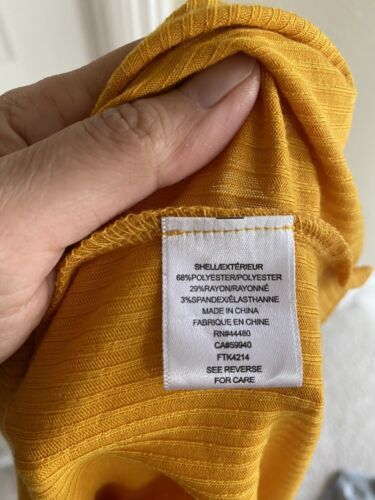 SHELL/EXTÉRIEUR
68%POLYESTER/POLYESTER
29%RAYON/RAYONNÉ
3%SPANDEX/ÉLASTHANNE
MADE IN CHINA
FABRIQUE EN CHINE
RN#44480
CA#59940
FTK4214
SEE REVERSE
FOR CARE